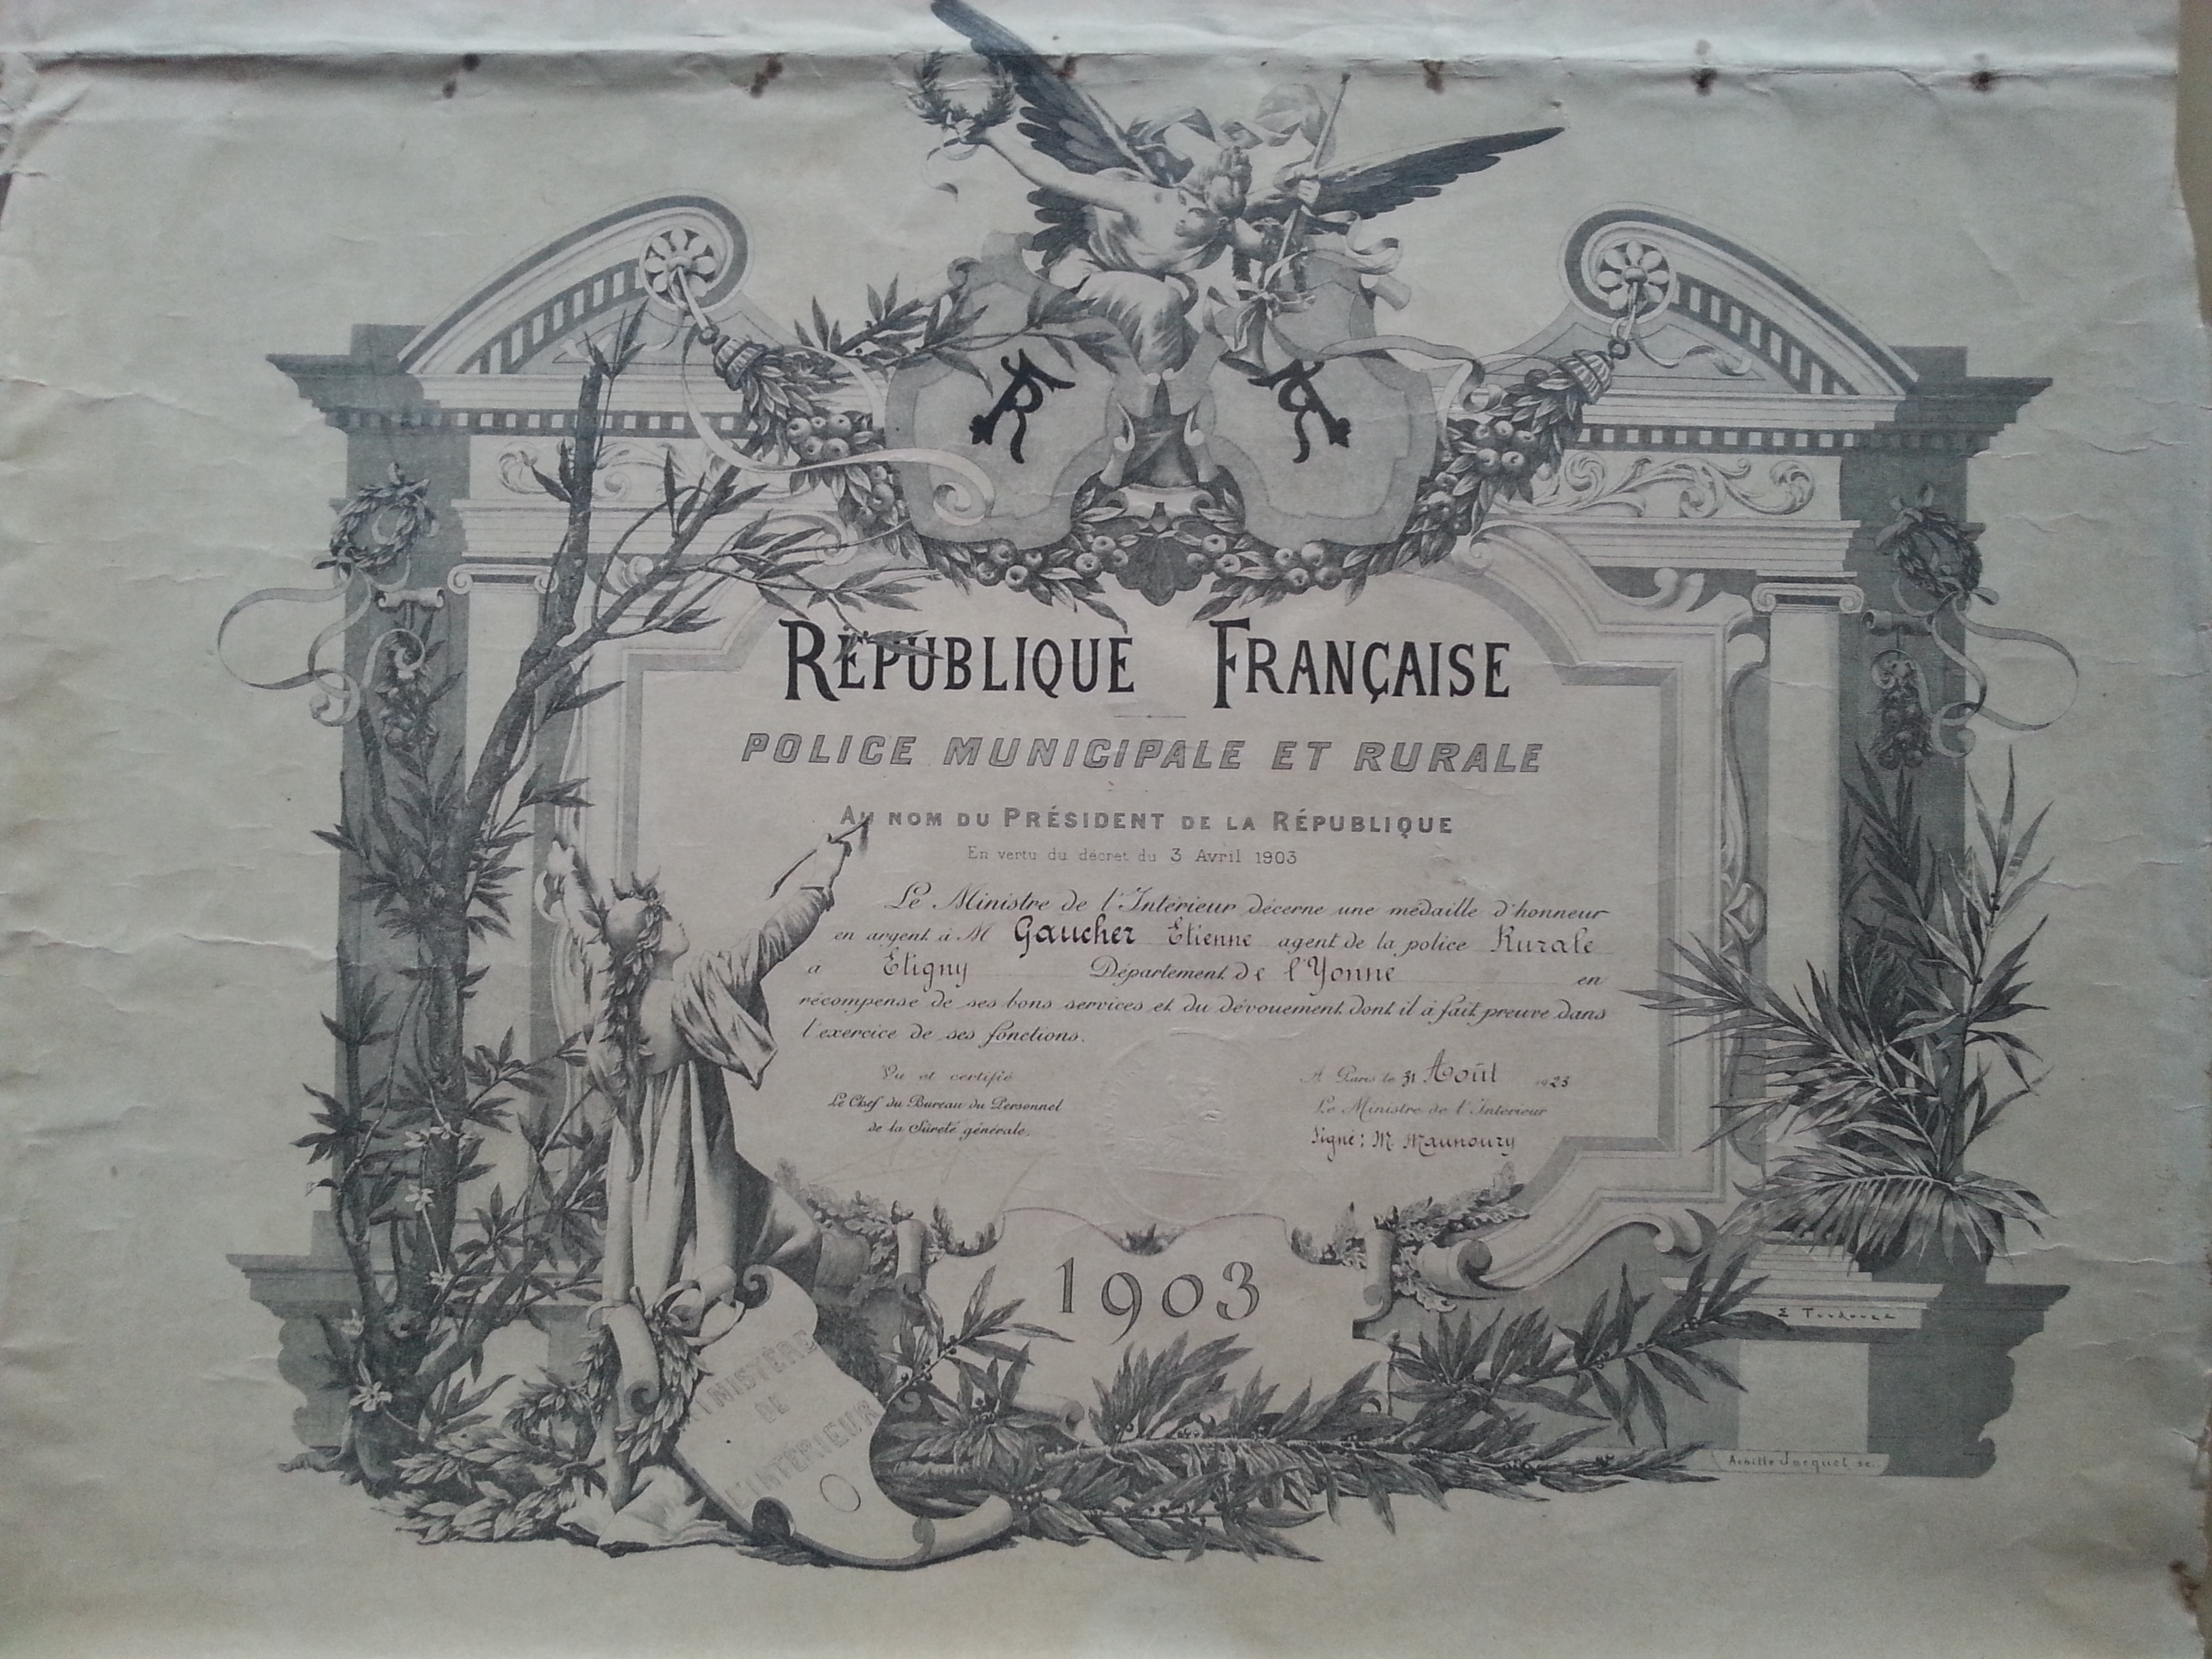 RF
RF
RÉPUBLIQUE FRANÇAISE
POLICE MUNICIPALE ET RURALE
AU NOM DU PRÉSIDENT DE LA RÉPUBLIQUE
En vertu du décret du 3 Avril 1903
Le Ministre de l'Intérieur décerne une médaille d'honneur
en argent à M Gaucher Etienne agent de la police Rurale
à Etigny Département de l'Yonne en
récompense de ses bons services et du dévouement dont il à fait preuve dans
l'exercice de ses fonctions.
Vu et certifié
Le Chef du Bureau du Personnel
de la Sûreté générale.
A Paris le 31 Août 1923
Le Ministre de l'Intérieur
Signé: M Maunoury
1903
MINISTÈRE
DE
L'INTÉRIEUR
E Toudouze
Achille Jacquet sc.